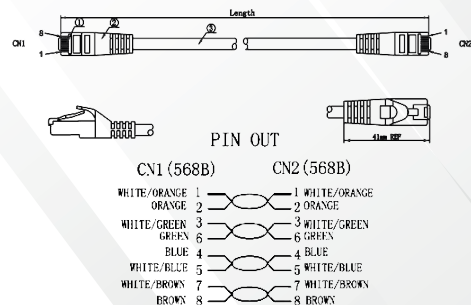 Length
8 ① ② ③ 1
CN1 CN2
1 8
41mm REF
PIN OUT
CN1(568B) CN2(568B)
WHITE/ORANGE 1 1 WHITE/ORANGE
ORANGE 2 2 ORANGE
WHITE/GREEN 3 3 WHITE/GREEN
GREEN 6 6 GREEN
BLUE 4 4 BLUE
WHITE/BLUE 5 5 WHITE/BLUE
WHITE/BROWN 7 7 WHITE/BROWN
BROWN 8 8 BROWN